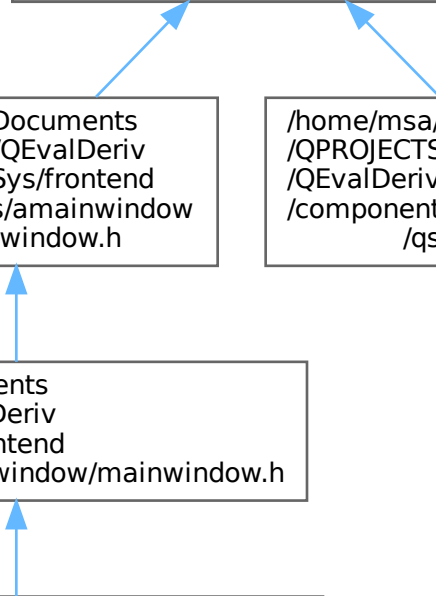 Documents
/QEvalDeriv
Sys/frontend
s/amainwindow
window.h
/home/msa/
/QPROJECTS
/QEvalDeriv
/component
/qs
ents
Deriv
ntend
window/mainwindow.h